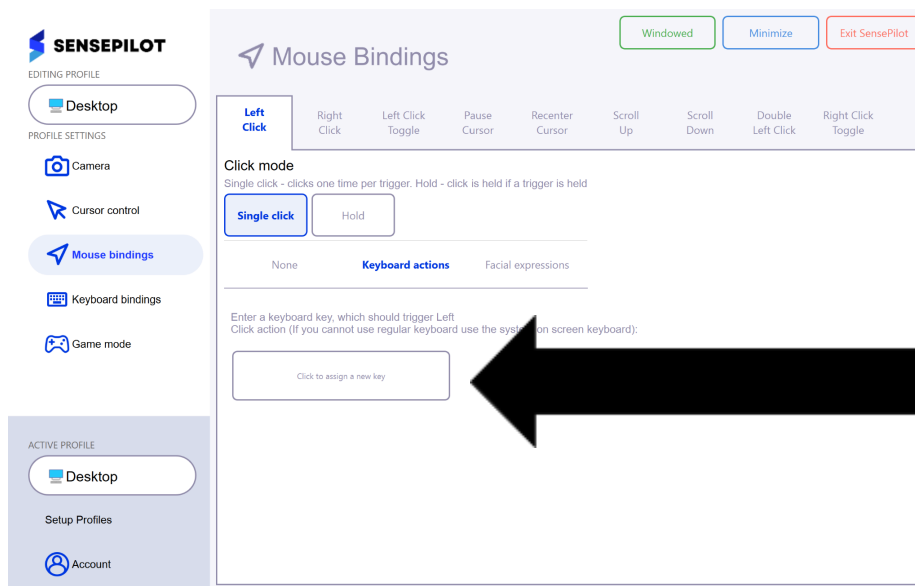 SENSEPILOT
EDITING PROFILE
Desktop
PROFILE SETTINGS
Camera
Cursor control
Mouse bindings
Keyboard bindings
Game mode
ACTIVE PROFILE
Desktop
Setup Profiles
Account
Windowed
Minimize
Exit SensePilot
Mouse Bindings
Left
Click
Right
Click
Left Click
Toggle
Pause
Cursor
Recenter
Cursor
Scroll
Up
Scroll
Down
Double
Left Click
Right Click
Toggle
Click mode
Single click - clicks one time per trigger. Hold - click is held if a trigger is held
Single click
Hold
None
Keyboard actions
Facial expressions
Enter a keyboard key, which should trigger Left
Click action (If you cannot use regular keyboard use the on screen keyboard):
Click to assign a new key